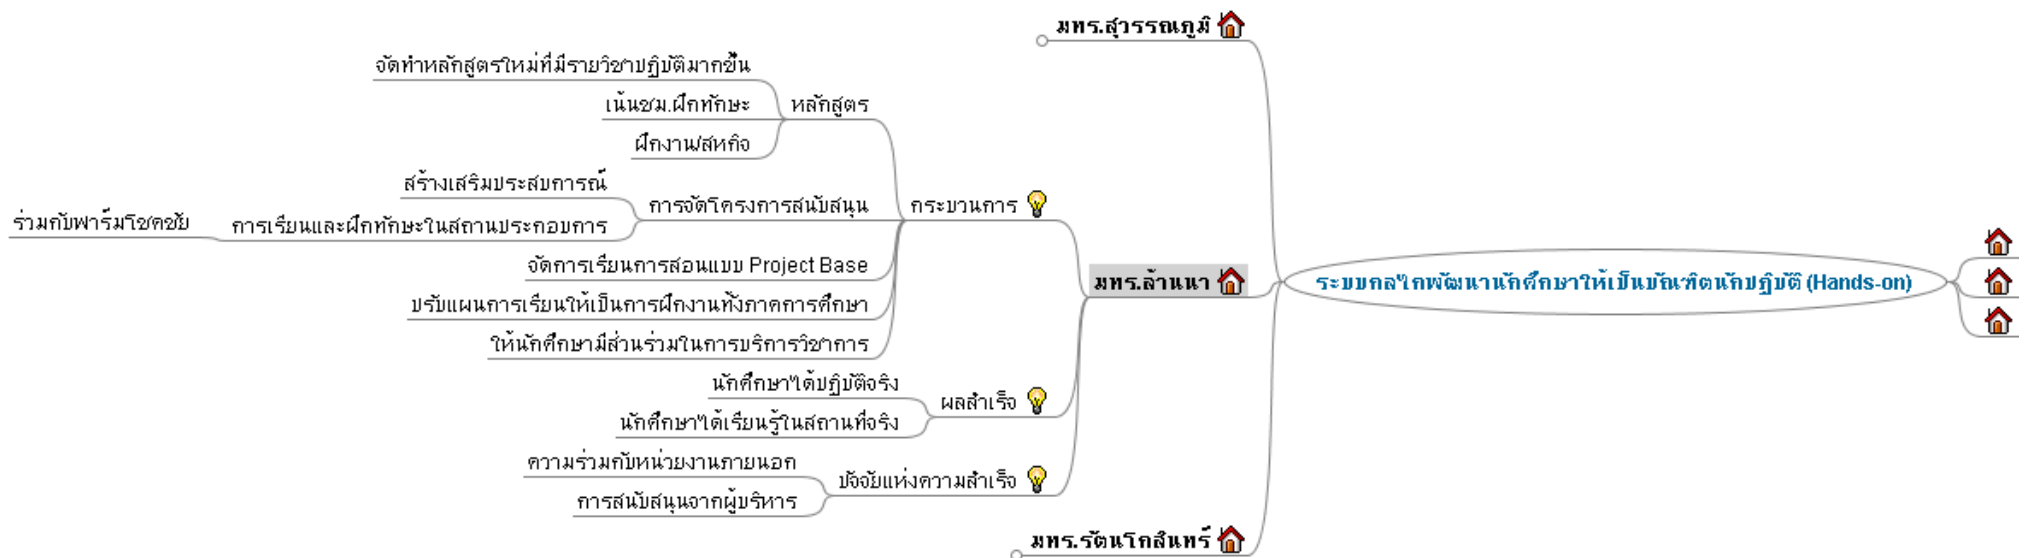 มทร.สุวรรณภูมิ
จัดทำหลักสูตรใหม่ที่มีรายวิชาปฏิบัติมากขึ้น
เน้นชม.ฝึกทักษะ
หลักสูตร
ฝึกงาน/สหกิจ
สร้างเสริมประสบการณ์
การจัดโครงการสนับสนุน
กระบวนการ
ร่วมกับฟาร์มโชคชัย
การเรียนและฝึกทักษะในสถานประกอบการ
จัดการเรียนการสอนแบบ Project Base
มทร.ล้านนา
ระบบกลไกพัฒนานักศึกษาให้เป็นบัณฑิตนักปฏิบัติ (Hands-on)
ปรับแผนการเรียนให้เป็นการฝึกงานทั้งภาคการศึกษา
ให้นักศึกษามีส่วนร่วมในการบริการวิชาการ
นักศึกษาได้ปฏิบัติจริง
ผลสำเร็จ
นักศึกษาได้เรียนรู้ในสถานที่จริง
ความร่วมกับหน่วยงานภายนอก
ปัจจัยแห่งความสำเร็จ
การสนับสนุนจากผู้บริหาร
มทร.รัตนโกสินทร์